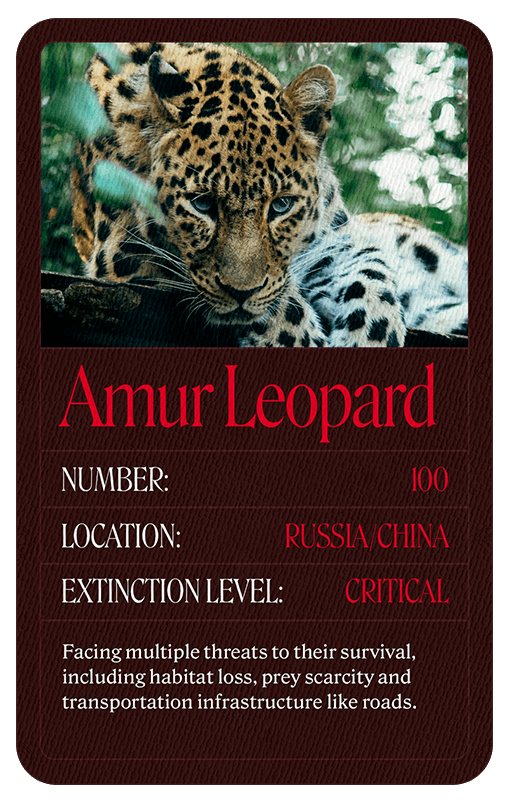 Amur Leopard
NUMBER: 100
LOCATION: RUSSIA/CHINA
EXTINCTION LEVEL: CRITICAL
Facing multiple threats to their survival,
including habitat loss, prey scarcity and
transportation infrastructure like roads.